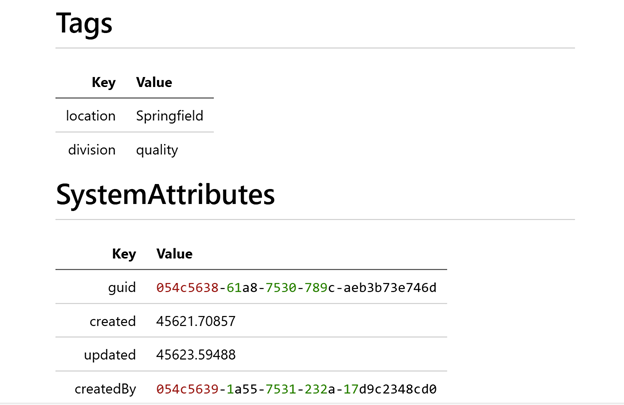 Tags
Key Value
location Springfield
division quality
SystemAttributes
Key Value
guid 054c5638-61a8-7530-789c-aeb3b73e746d
created 45621.70857
updated 45623.59488
createdBy 054c5639-1a55-7531-232a-17d9c2348cd0